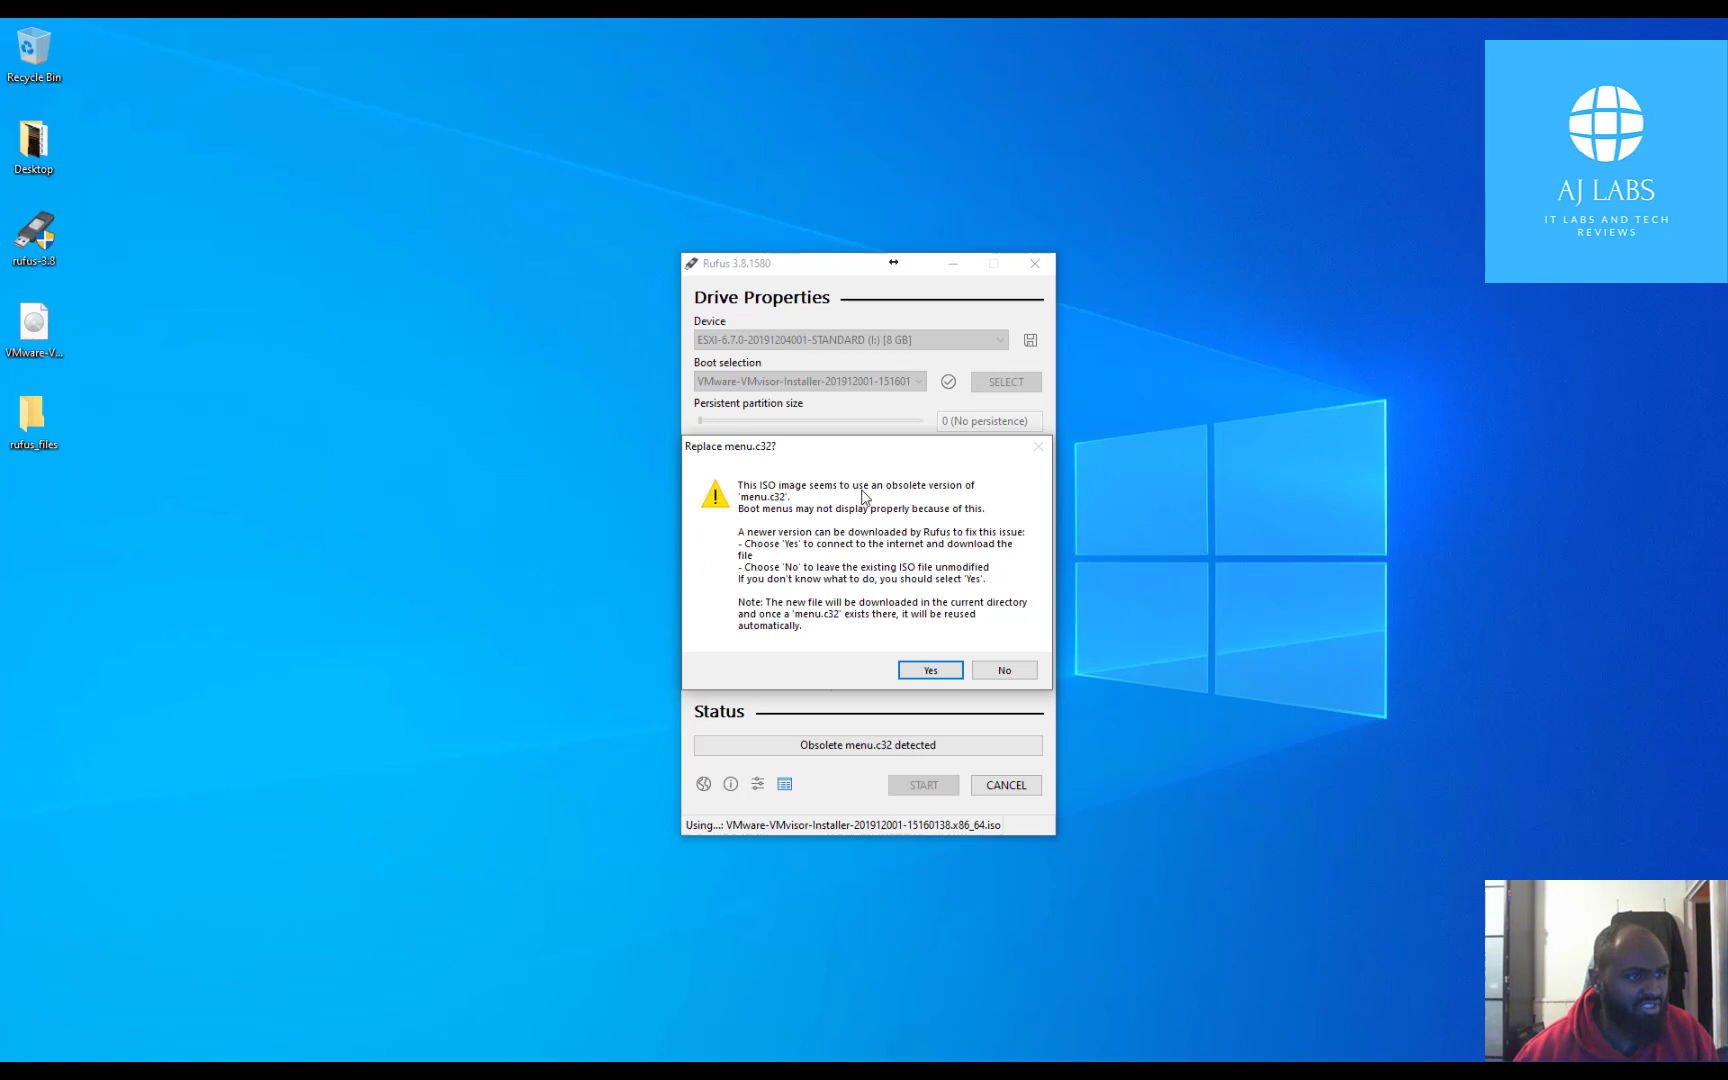 Recycle Bin
Desktop
rufus-3.8
VMware-V...
rufus_files
AJ LABS
IT LABS AND TECH
REVIEWS
Rufus 3.8.1580
Drive Properties
Device
ESXI-6.7.0-20191204001-STANDARD (I:) [8 GB]
Boot selection
VMware-VMvisor-Installer-201912001-151601
SELECT
Persistent partition size
0 (No persistence)
Replace menu.c32?
This ISO image seems to use an obsolete version of
'menu.c32'.
Boot menus may not display properly because of this.
A newer version can be downloaded by Rufus to fix this issue:
- Choose 'Yes' to connect to the internet and download the
file
- Choose 'No' to leave the existing ISO file unmodified
If you don't know what to do, you should select 'Yes'.
Note: The new file will be downloaded in the current directory
and once a 'menu.c32' exists there, it will be reused
automatically.
Yes
No
Status
Obsolete menu.c32 detected
START
CANCEL
Using...: VMware-VMvisor-Installer-201912001-15160138.x86_64.iso